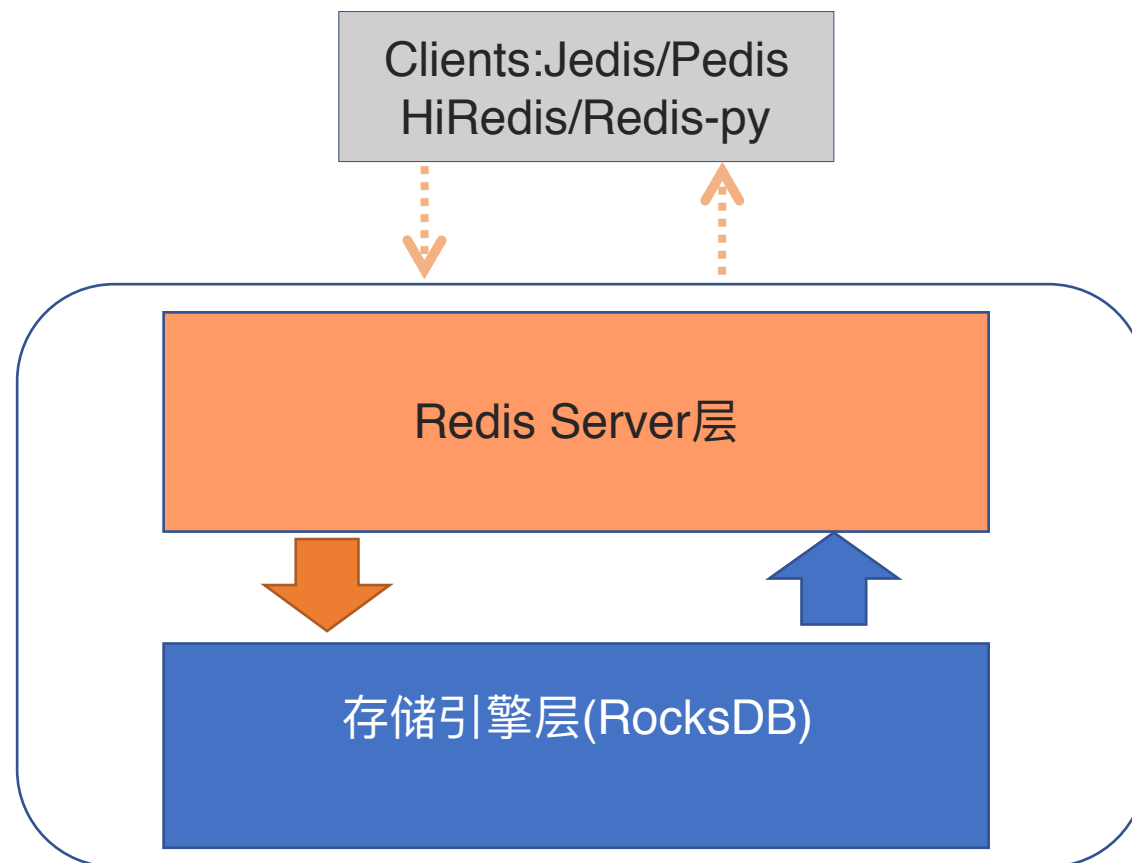 Clients:Jedis/Pedis
HiRedis/Redis-py
Redis Server层
存储引擎层(RocksDB)